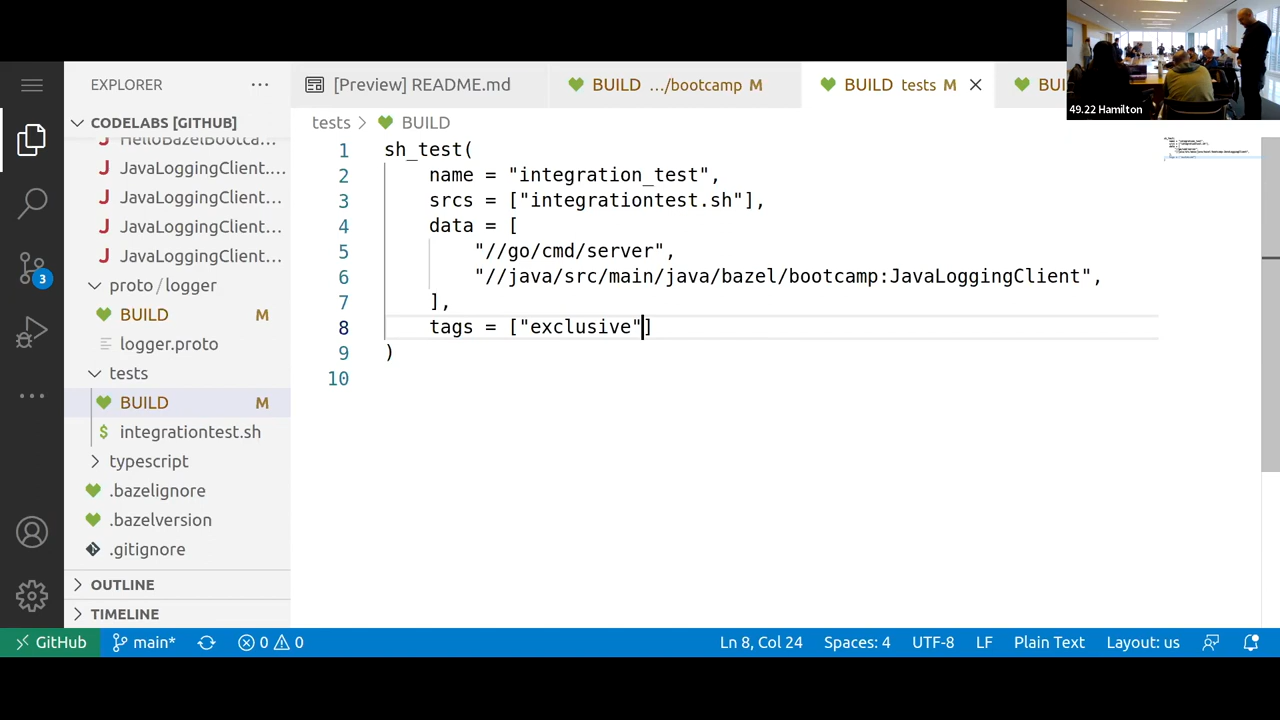 EXPLORER
[Preview] README.md
BUILD .../bootcamp M
BUILD tests M
49.22 Hamilton
CODELABS [GITHUB]
tests > BUILD
HelloBazelBootca...
JavaLoggingClient....
JavaLoggingClient....
JavaLoggingClient....
JavaLoggingClient....
proto/logger
BUILD M
logger.proto
tests
BUILD M
integrationtest.sh
typescript
.bazelignore
.bazelversion
.gitignore
OUTLINE
TIMELINE
3
1 sh_test(
2 name = "integration_test",
3 srcs = ["integrationtest.sh"],
4 data = [
5 "//go/cmd/server",
6 "//java/src/main/java/bazel/bootcamp:JavaLoggingClient",
7 ],
8 tags = ["exclusive"]
9 )
10
GitHub main* 0 0 Ln 8, Col 24 Spaces: 4 UTF-8 LF Plain Text Layout: us